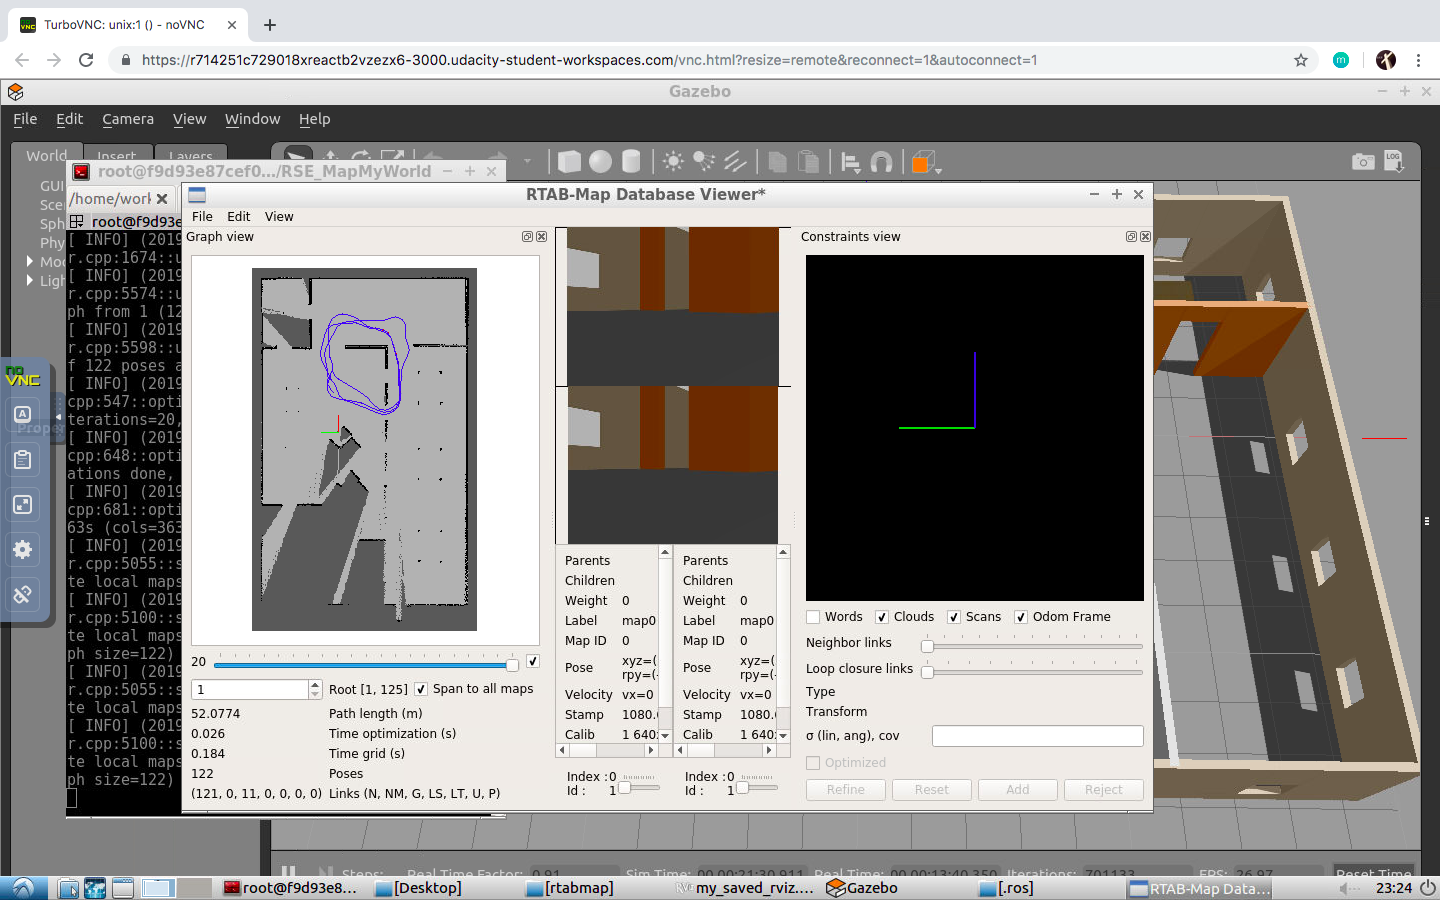 TurboVNC: unix:1 () - noVNC
https://r714251c729018xreactb2vzezx6-3000.udacity-student-workspaces.com/vnc.html?resize=remote&reconnect=1&autoconnect=1
Gazebo
File Edit Camera View Window Help
World Insert Layers
root@f9d93e87cef0.../RSE_MapMyWorld
/home/work
root@f9d93e
RTAB-Map Database Viewer*
File Edit View
Graph view
Constraints view
[ INFO] (2019
r.cpp:1674::u
[ INFO] (2019
r.cpp:5574::u
ph from 1 (12
[ INFO] (2019
r.cpp:5598::u
f 122 poses a
[ INFO] (2019
cpp:547::opti
terations=20,
[ INFO] (2019
cpp:648::opti
ations done,
[ INFO] (2019
cpp:681::opti
63s (cols=363
[ INFO] (2019
r.cpp:5055::s
te local maps
[ INFO] (2019
r.cpp:5100::s
te local maps
ph size=122)
[ INFO] (2019
r.cpp:5055::s
te local maps
[ INFO] (2019
r.cpp:5100::s
te local maps
ph size=122)
GUI
Sce
Sph
Phy
Mod
Ligh
no
VNC
A
Prope
LOG
20
1 Root [1, 125] Span to all maps
52.0774 Path length (m)
0.026 Time optimization (s)
0.184 Time grid (s)
122 Poses
(121, 0, 11, 0, 0, 0, 0) Links (N, NM, G, LS, LT, U, P)
Parents Parents
Children Children
Weight 0 Weight 0
Label map0 Label map0
Map ID 0 Map ID 0
Pose xyz=( Pose xyz=(
rpy=(- rpy=(-
Velocity vx=0 Velocity vx=0
Stamp 1080. Stamp 1080.
Calib 1 640x Calib 1 640x
Index :0 Index :0
Id : 1 Id : 1
Words Clouds Scans Odom Frame
Neighbor links
Loop closure links
Type
Transform
σ (lin, ang), cov
Optimized
Refine Reset Add Reject
Steps: Real Time Factor: 0.91 Sim Time: 00 00:21:30.911 Real Time: 00 00:13:40.350 Iterations: 701133 FPS: 26.97 Reset Time
root@f9d93e8... [Desktop] [rtabmap] my_saved_rviz.... Gazebo [.ros] RTAB-Map Data... 23:24